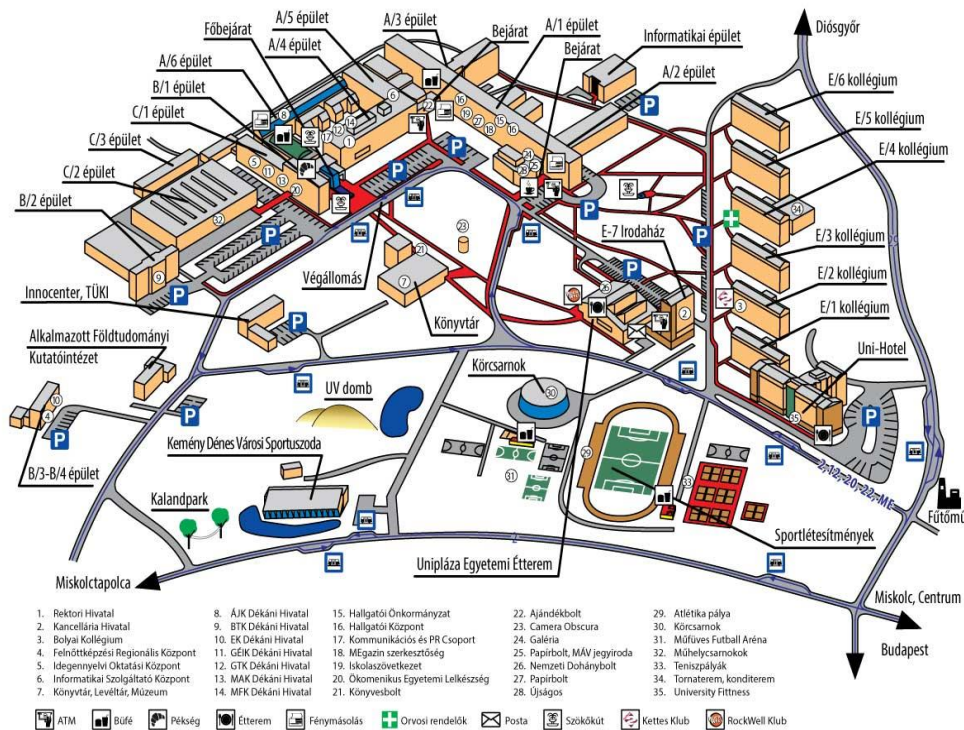 A/5 épület
A/3 épület
Diósgyőr
Főbejárat
A/4 épület
Bejárat
A/1 épület
A/6 épület
Bejárat
Informatikai épület
B/1 épület
A/2 épület
C/1 épület
E/6 kollégium
C/3 épület
E/5 kollégium
C/2 épület
E/4 kollégium
B/2 épület
E-7 Irodaház
E/3 kollégium
Innocenter, TÜKI
Végállomás
E/2 kollégium
Könyvtár
E/1 kollégium
Alkalmazott Földtudományi
Kutatóintézet
Uni-Hotel
Körcsarnok
UV domb
B/3-B/4 épület
Kemény Dénes Városi Sportuszoda
2, 12, 20, 22, ME
Kalandpark
Fűtőmű
Sportlétesítmények
Unipláza Egyetemi Étterem
Miskolctapolca
Miskolc, Centrum
Budapest
1. Rektori Hivatal
2. Kancellária Hivatal
3. Bolyai Kollégium
4. Felnőttképzési Regionális Központ
5. Idegennyelvi Oktatási Központ
6. Informatikai Szolgáltató Központ
7. Könyvtár, Levéltár, Múzeum
8. ÁJK Dékáni Hivatal
9. BTK Dékáni Hivatal
10. EK Dékáni Hivatal
11. GÉIK Dékáni Hivatal
12. GTK Dékáni Hivatal
13. MAK Dékáni Hivatal
14. MFK Dékáni Hivatal
15. Hallgatói Önkormányzat
16. Hallgatói Központ
17. Kommunikációs és PR Csoport
18. MEgazin szerkesztőség
19. Iskolaszövetkezet
20. Ökomenikus Egyetemi Lelkészség
21. Könyvesbolt
22. Ajándékbolt
23. Camera Obscura
24. Galéria
25. Papírbolt, MÁV jegyiroda
26. Nemzeti Dohánybolt
27. Papírbolt
28. Újságos
29. Atlétika pálya
30. Körcsarnok
31. Műfüves Futball Aréna
32. Műhelycsarnokok
33. Teniszpályák
34. Tornaterem, konditerem
35. University Fittness
ATM
Büfé
Pékség
Étterem
Fénymásolás
Orvosi rendelők
Posta
Szökőkút
Kettes Klub
RockWell Klub